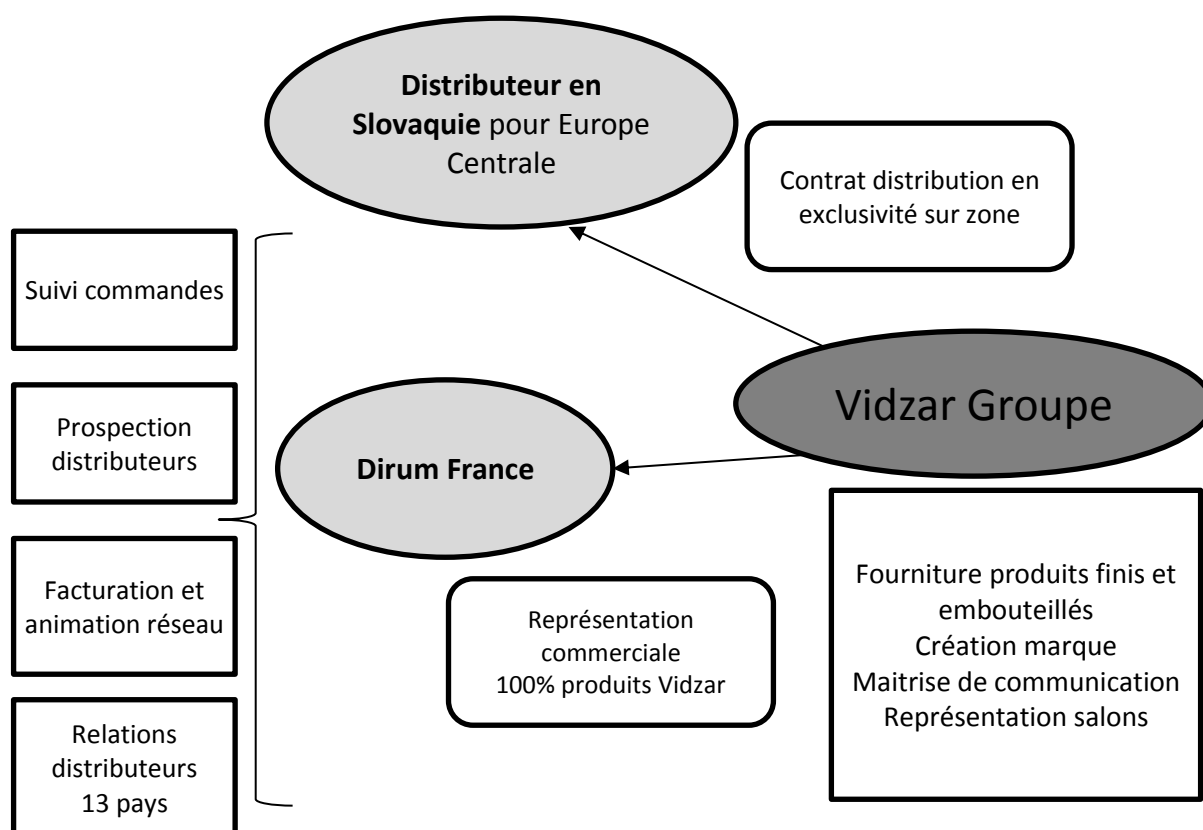 Distributeur en
Slovaquie pour Europe
Centrale
Contrat distribution en
exclusivité sur zone
Suivi commandes
Vidzar Groupe
Prospection
distributeurs
Dirum France
Fourniture produits finis et
embouteillés
Création marque
Maitrise de communication
Représentation salons
Facturation et
animation réseau
Représentation
commerciale
100% produits Vidzar
Relations
distributeurs
13 pays